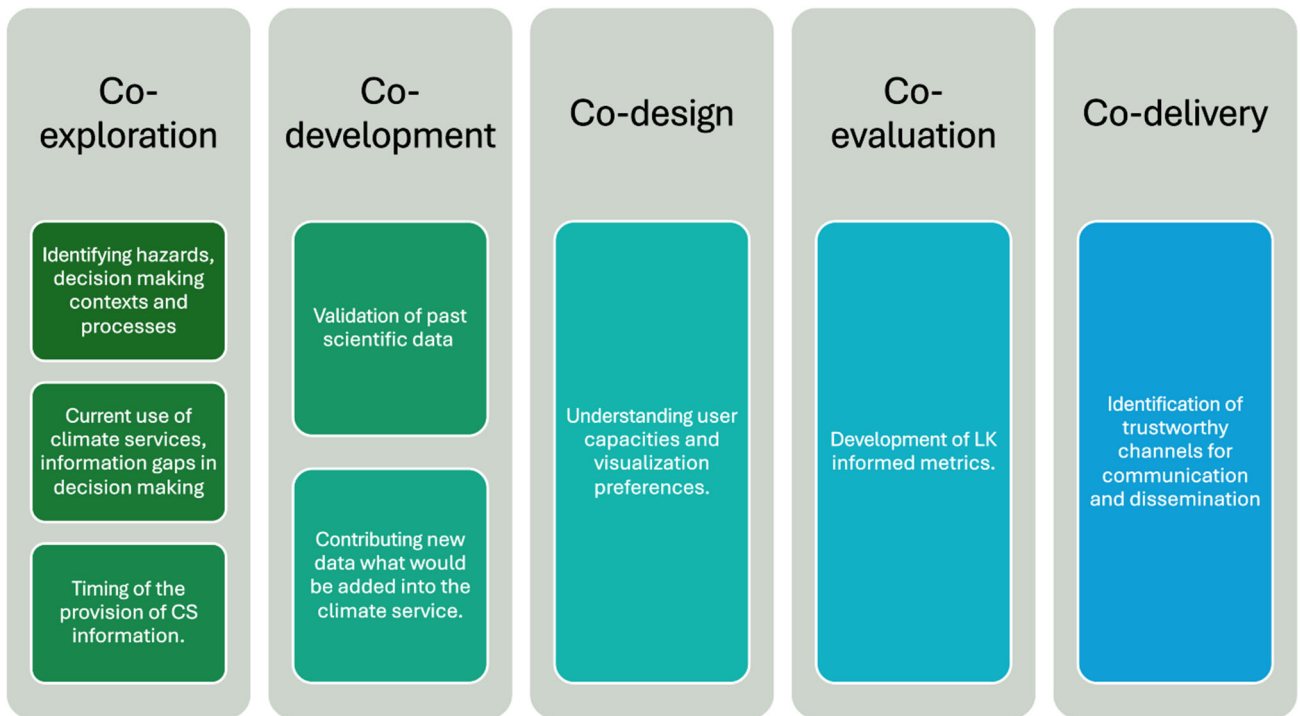 Co-
exploration
Identifying hazards,
decision making
contexts and
processes
Current use of
climate services,
information gaps in
decision making
Timing of the
provision of CS
information.
Co-
development
Validation of past
scientific data
Contributing new
data what would
be added into the
climate service.
Co-design
Understanding user
capacities and
visualization
preferences.
Co-
evaluation
Development of LK
informed metrics.
Co-delivery
Identification of
trustworthy
channels for
communication
and dissemination